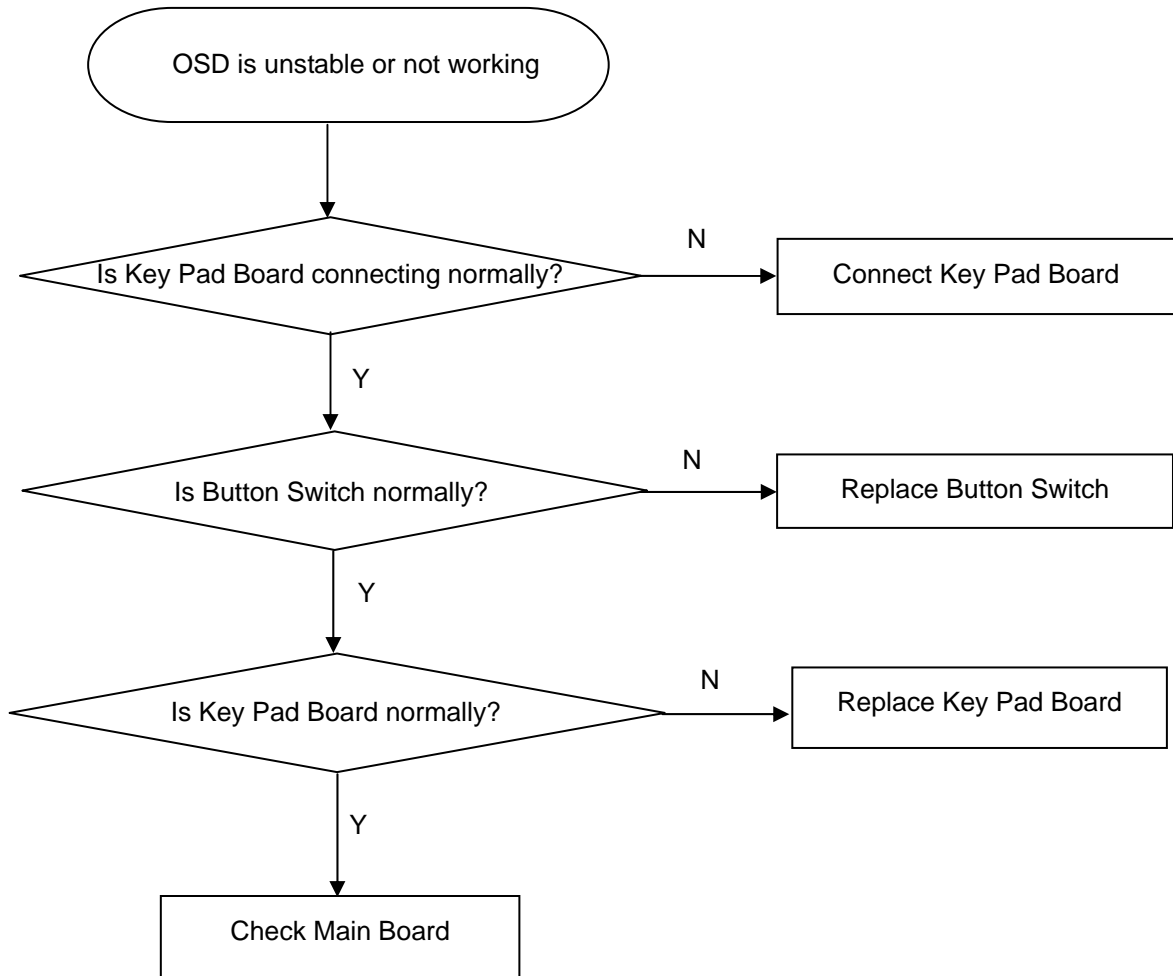 OSD is unstable or not working
Is Key Pad Board connecting normally?
N
Connect Key Pad Board
Y
Is Button Switch normally?
N
Replace Button Switch
Y
Is Key Pad Board normally?
N
Replace Key Pad Board
Y
Check Main Board